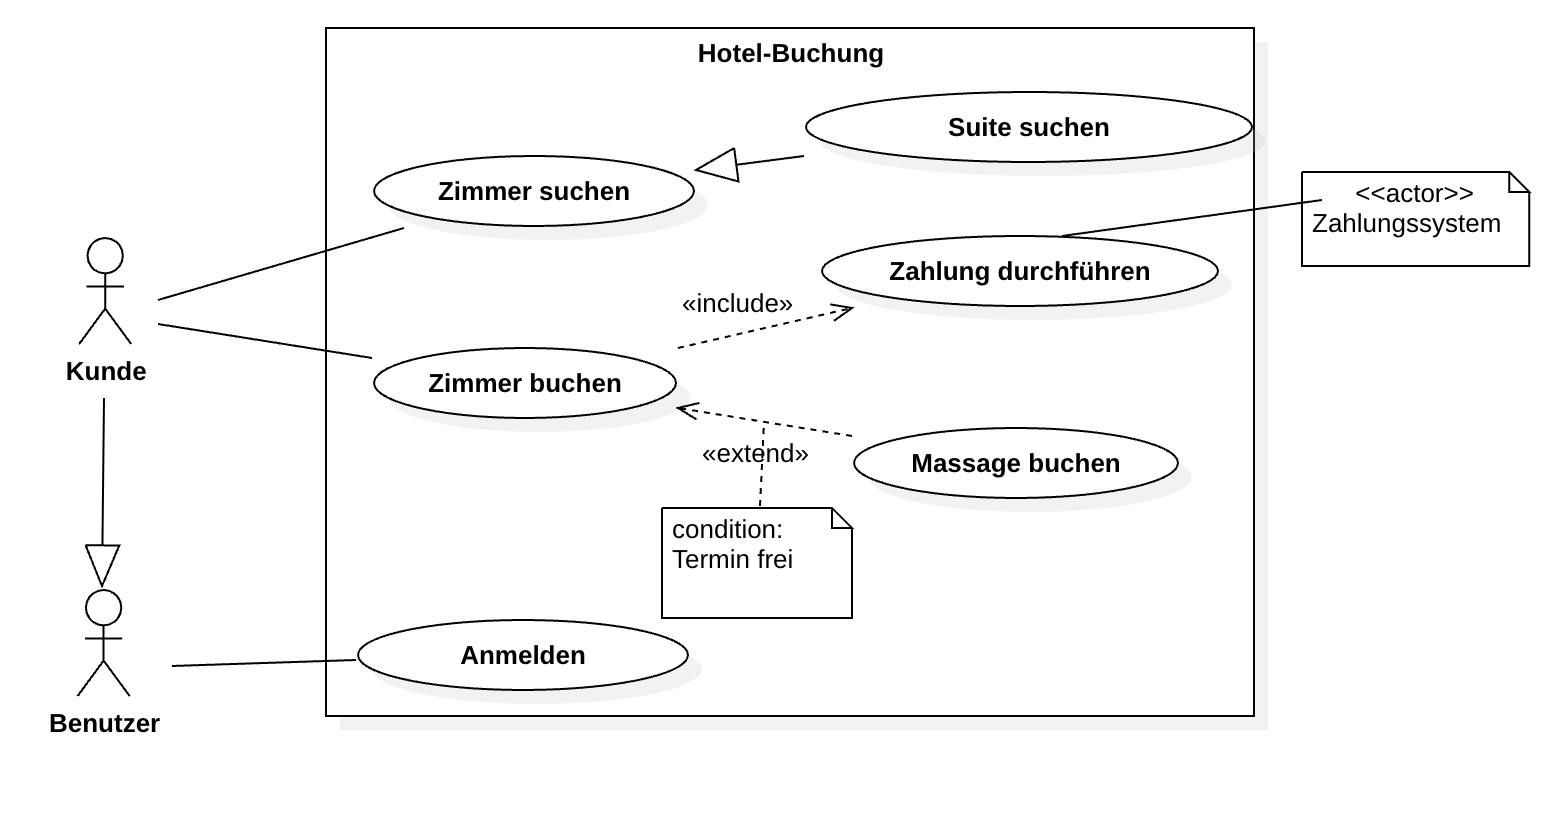 Hotel-Buchung
Suite suchen
Zimmer suchen
<<actor>>
Zahlungssystem
Zahlung durchführen
«include»
Kunde
Zimmer buchen
«extend»
Massage buchen
condition:
Termin frei
Anmelden
Benutzer